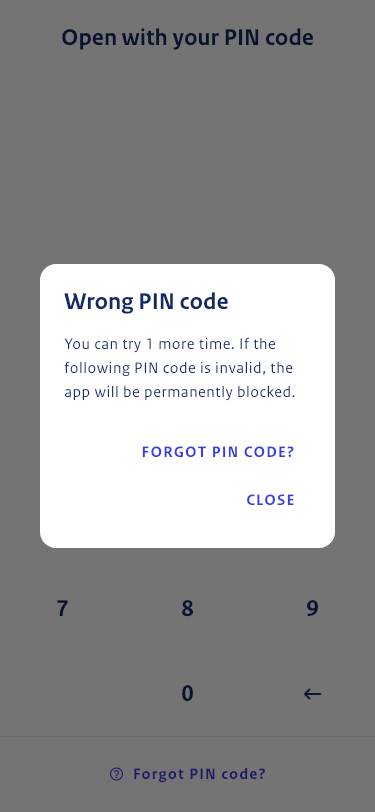 Open with your PIN code
Wrong PIN code
You can try 1 more time. If the
following PIN code is invalid, the
app will be permanently blocked.
FORGOT PIN CODE?
CLOSE
7 8 9
0 ←
Forgot PIN code?